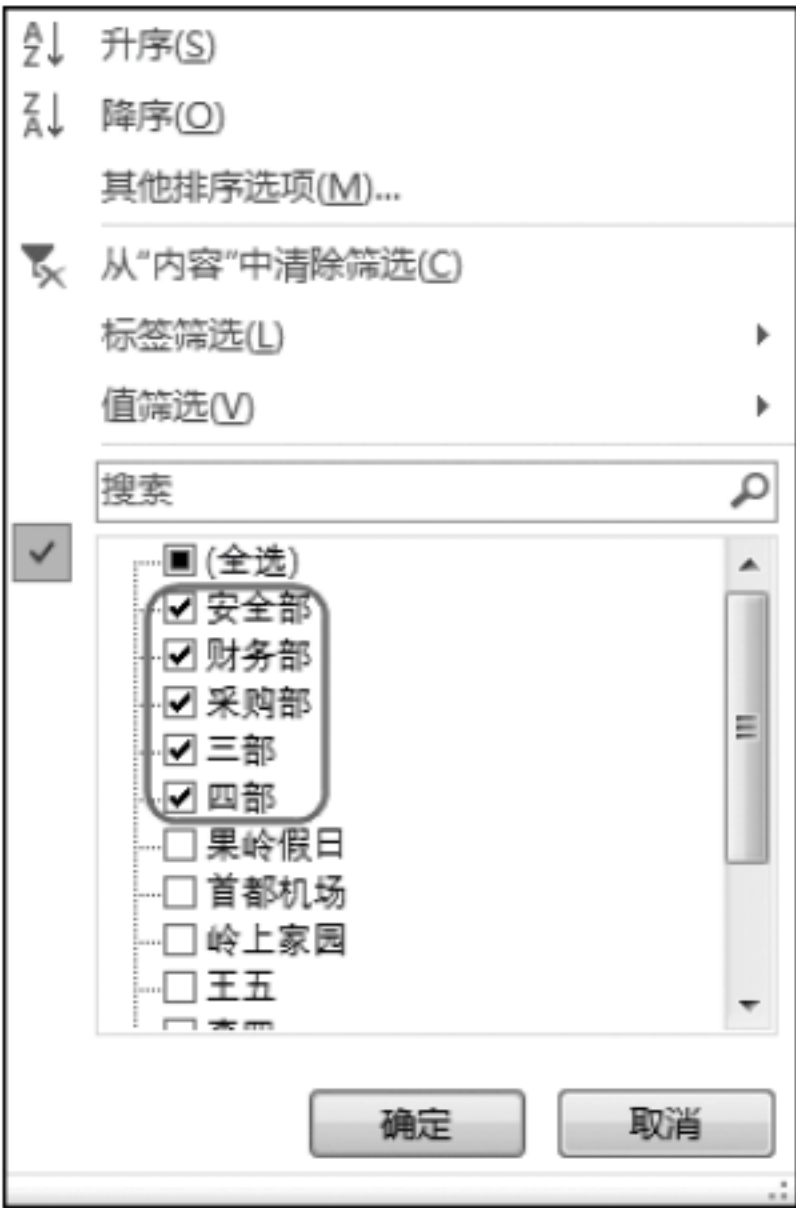 升序(S)
降序(O)
其他排序选项(M)...
从“内容”中清除筛选(C)
标签筛选(L)
值筛选(V)
搜索
(全选)
安全部
财务部
采购部
三部
四部
果岭假日
首都机场
岭上家园
王五
确定
取消